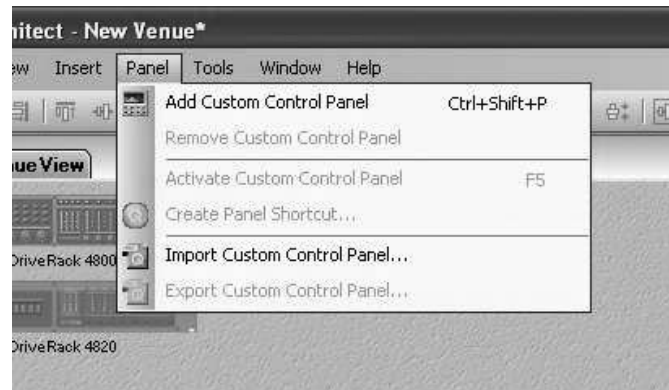 hitect - New Venue*
ew Insert Panel Tools Window Help
Add Custom Control Panel Ctrl+Shift+P
Remove Custom Control Panel
ue View
Activate Custom Control Panel F5
Create Panel Shortcut...
DriveRack 4800
Import Custom Control Panel...
Export Custom Control Panel...
DriveRack 4820